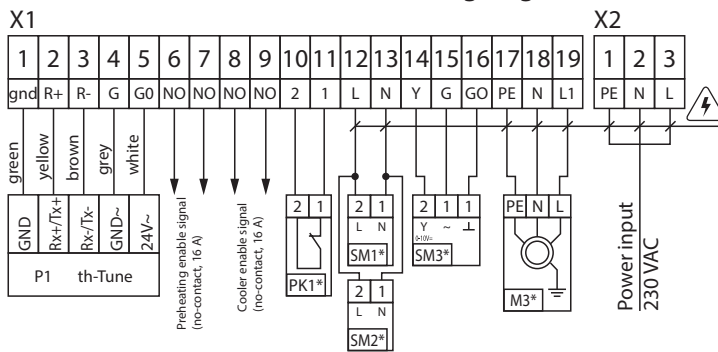 X1 X2
1 2 3 4 5 6 7 8 9 10 11 12 13 14 15 16 17 18 19 1 2 3
gnd R+ R- G G0 NO NO NO NO 2 1 L N Y G GO PE N L1 PE N L
green
yellow
brown
grey
white
GND
Rx+/Tx+
Rx-/Tx-
GND~
24V~
P1 th-Tune
Preheating enable signal
(no-contact, 16 A)
Cooler enable signal
(no-contact, 16 A)
2 1
PK1*
2 1
L N
SM1*
2 1
L N
SM2*
2 1 1
Y ~ ⊥
0-10V=
SM3*
PE N L
M3*
Power input
230 VAC